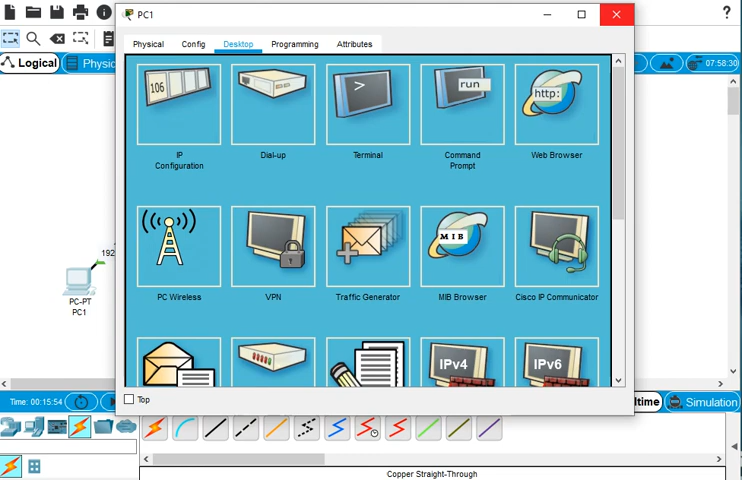 PC1
?
Logical
Physic
07:58:30
Physical Config Desktop Programming Attributes
106
>
run
http:
IP
Configuration
Dial-up
Terminal
Command
Prompt
Web Browser
MIB
PC Wireless
VPN
Traffic Generator
MIB Browser
Cisco IP Communicator
IPv4
IPv6
192
PC-PT
PC1
Top
Time: 00:15:54
ltime
Simulation
Copper Straight-Through